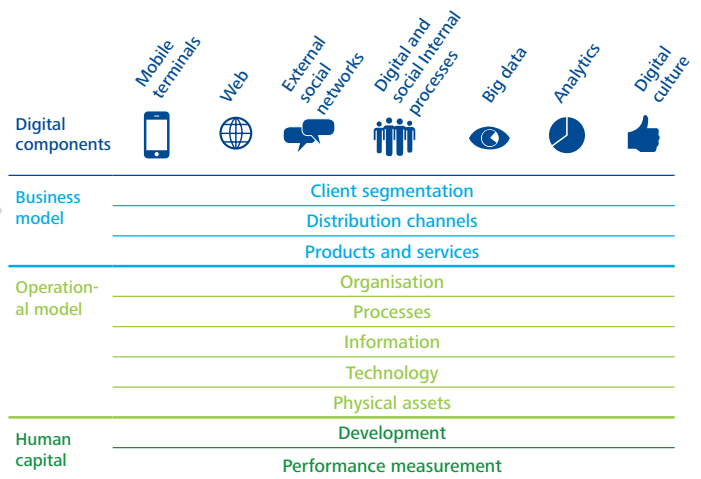 Mobile
terminals
Web
External
social
networks
Digital and
social Internal
processes
Big data
Analytics
Digital
culture
Digital
components
Business
model
Client segmentation
Distribution channels
Products and services
Operation-
al model
Organisation
Processes
Information
Technology
Physical assets
Human
capital
Development
Performance measurement